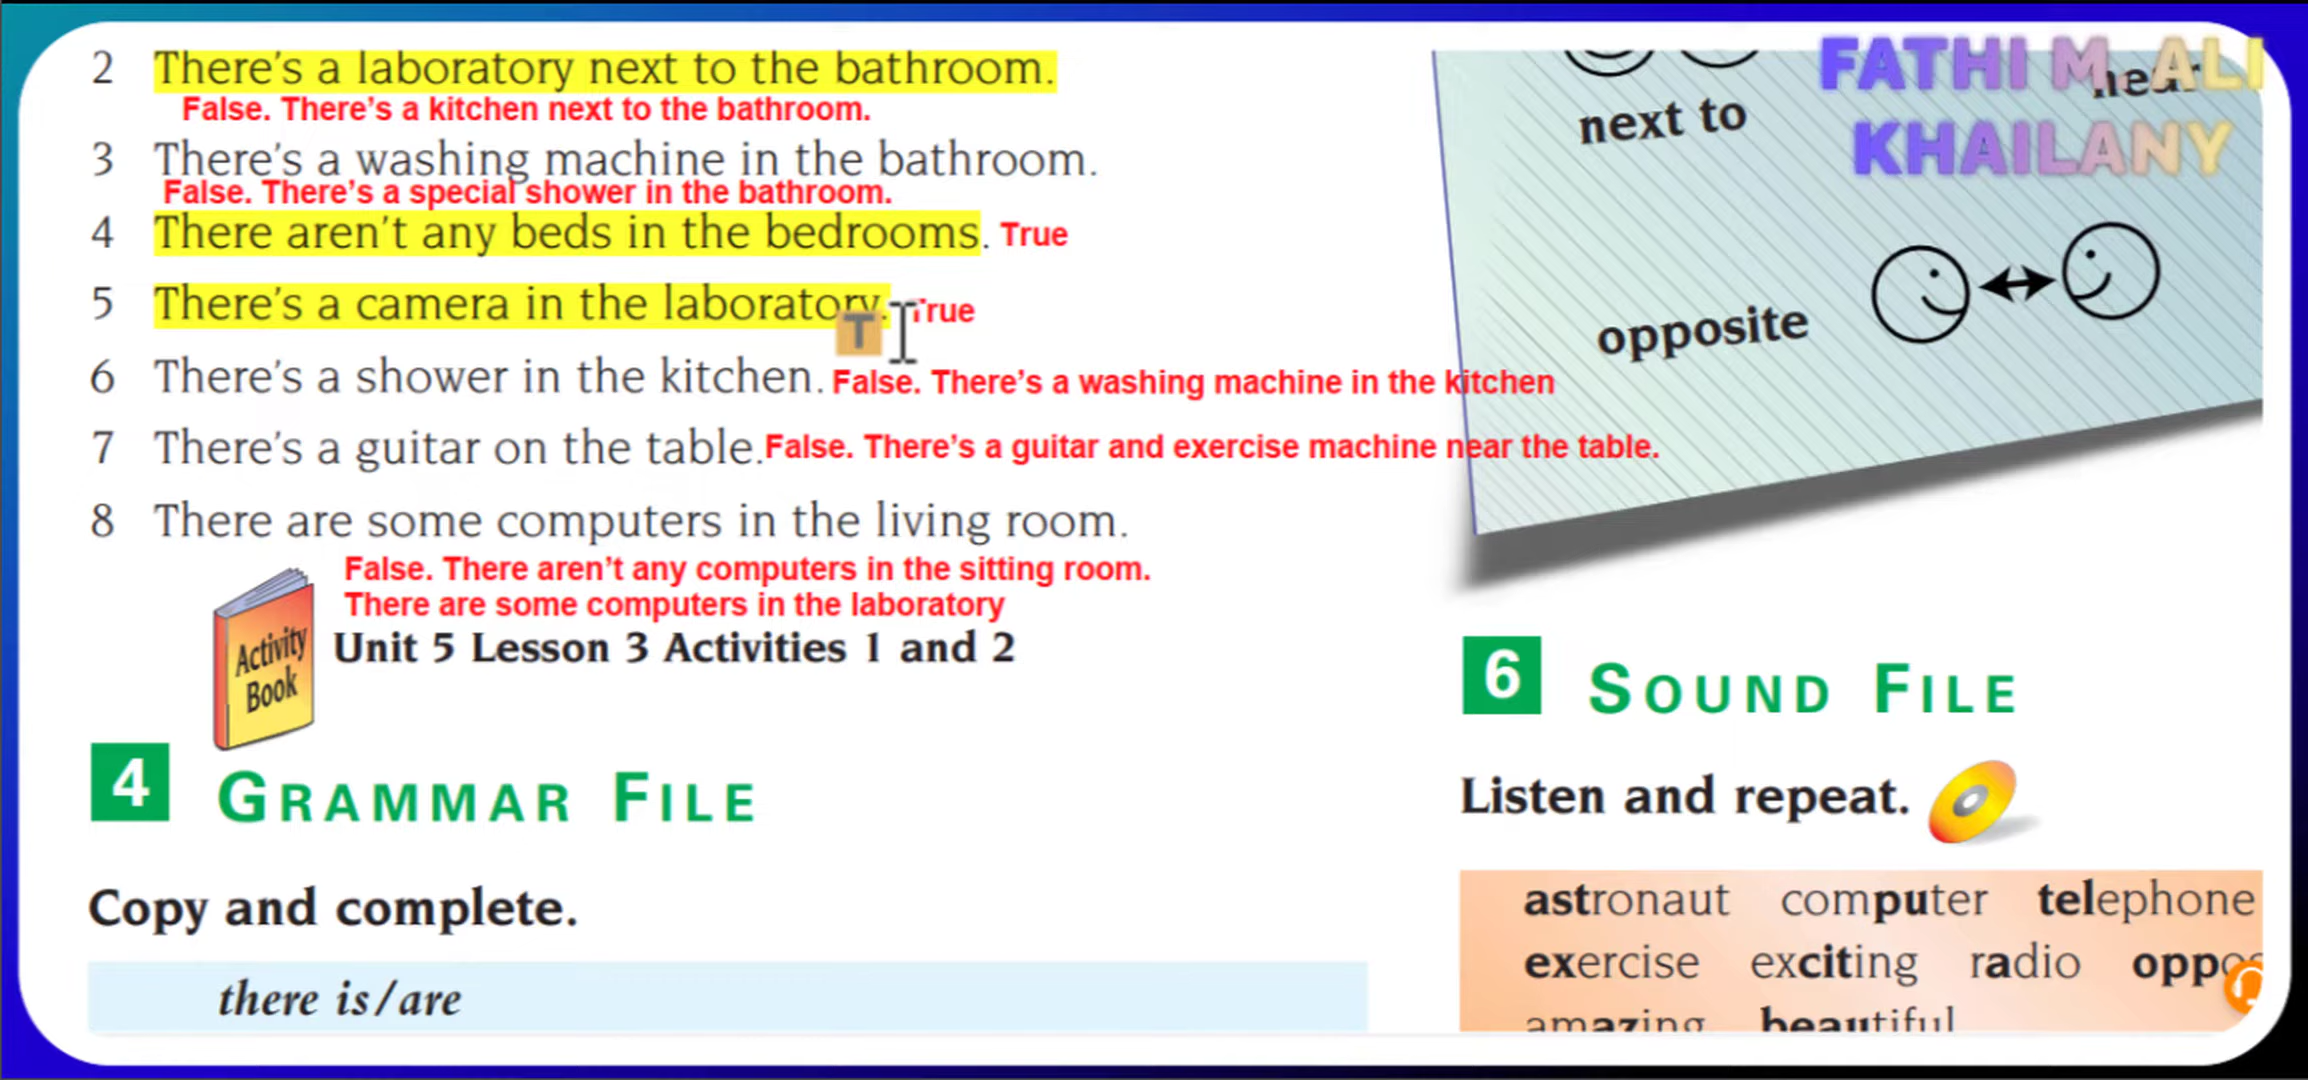 FATHI M. ALI
KHAILANY
2 There's a laboratory next to the bathroom.
False. There's a kitchen next to the bathroom.
3 There's a washing machine in the bathroom.
False. There's a special shower in the bathroom.
4 There aren't any beds in the bedrooms. True
5 There's a camera in the laboratory. True
T
6 There's a shower in the kitchen. False. There's a washing machine in the kitchen
7 There's a guitar on the table. False. There's a guitar and exercise machine near the table.
8 There are some computers in the living room.
False. There aren't any computers in the sitting room.
There are some computers in the laboratory
Activity
Book
Unit 5 Lesson 3 Activities 1 and 2
4 GRAMMAR FILE
Copy and complete.
there is/are
next to
near
opposite
6 SOUND FILE
Listen and repeat.
astronaut computer telephone
exercise exciting radio
amazing beautiful